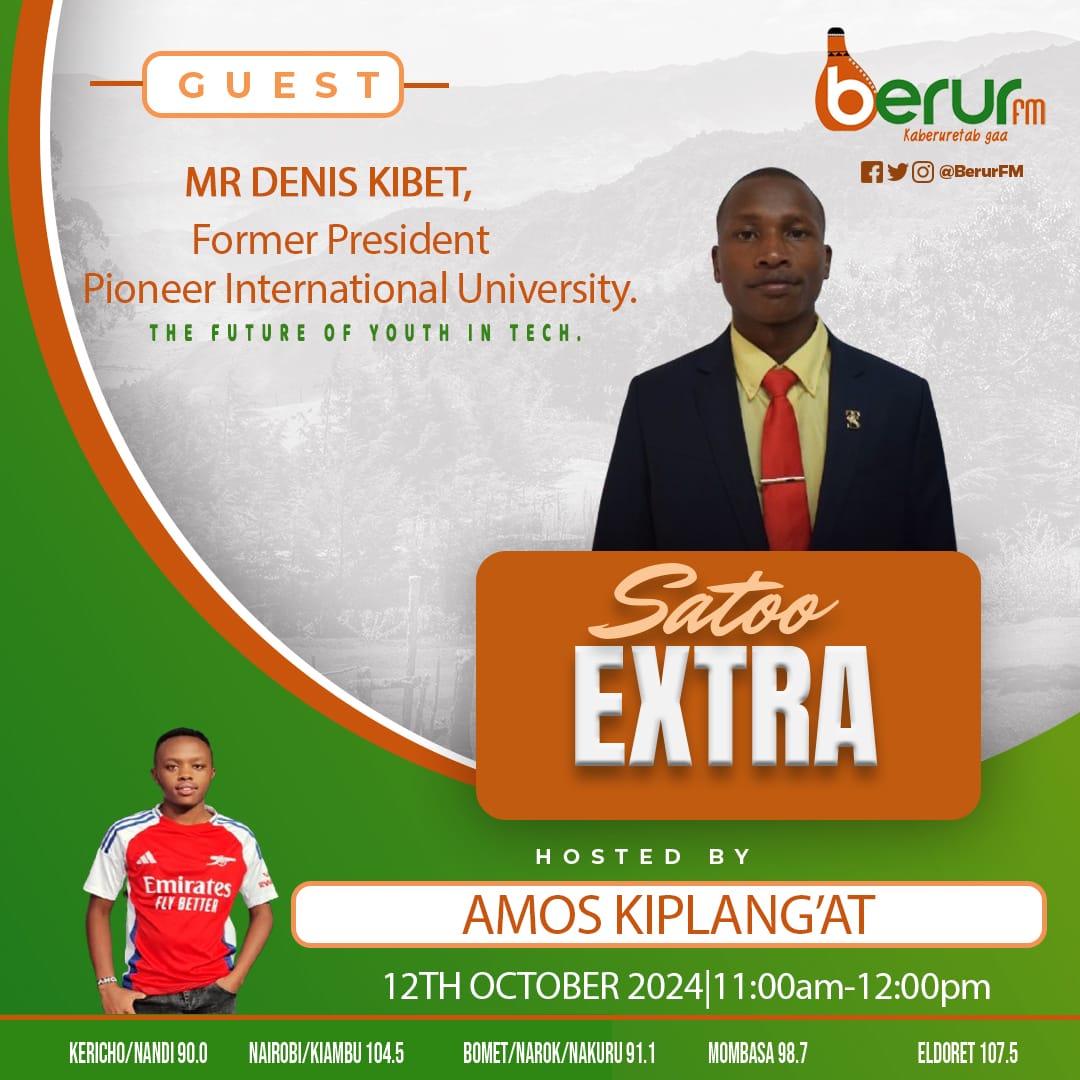 GUEST
berur FM
Kaberuretab gaa
@BerurFM
MR DENIS KIBET,
Former President
Pioneer International University.
THE FUTURE OF YOUTH IN TECH.
Satoo
EXTRA
Emirates
FLY BETTER
HOSTED BY
AMOS KIPLANG’AT
12TH OCTOBER 2024|11:00am-12:00pm
KERICHO/NANDI 90.0 NAIROBI/KIAMBU 104.5 BOMET/NAROK/NAKURU 91.1 MOMBASA 98.7 ELDORET 107.5